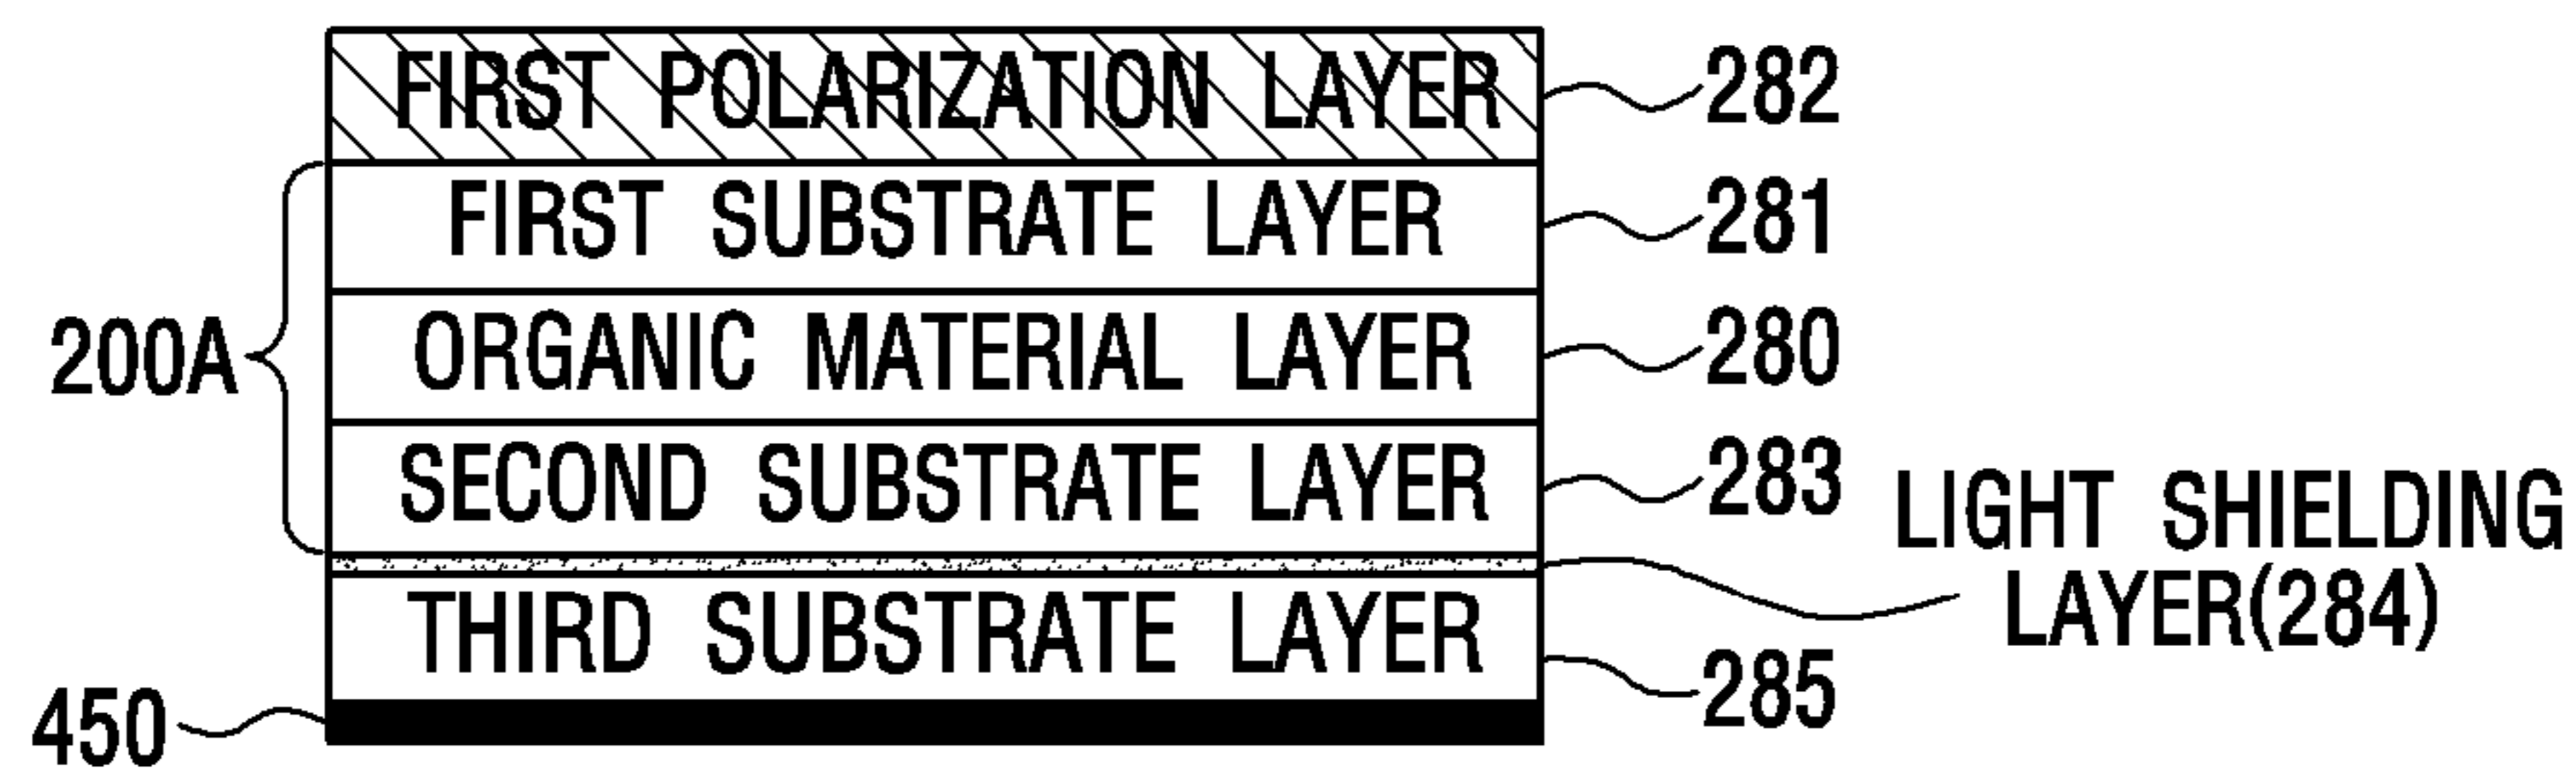 FIRST POLARIZATION LAYER
282
FIRST SUBSTRATE LAYER
281
200A
ORGANIC MATERIAL LAYER
280
SECOND SUBSTRATE LAYER
283
LIGHT SHIELDING
LAYER(284)
THIRD SUBSTRATE LAYER
285
450